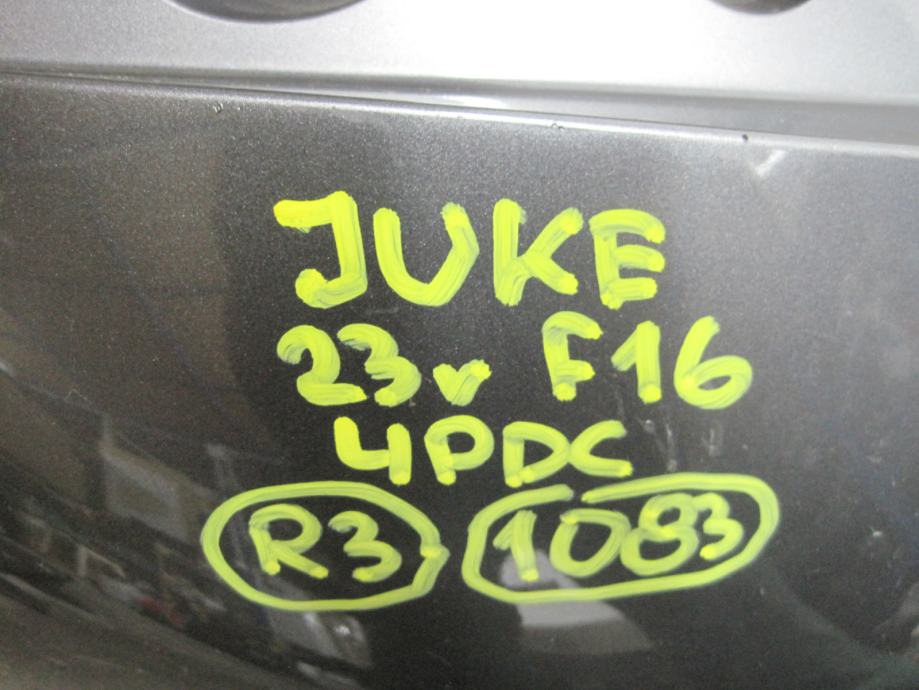 JUKE
23v F16
4PDC
R3 1083